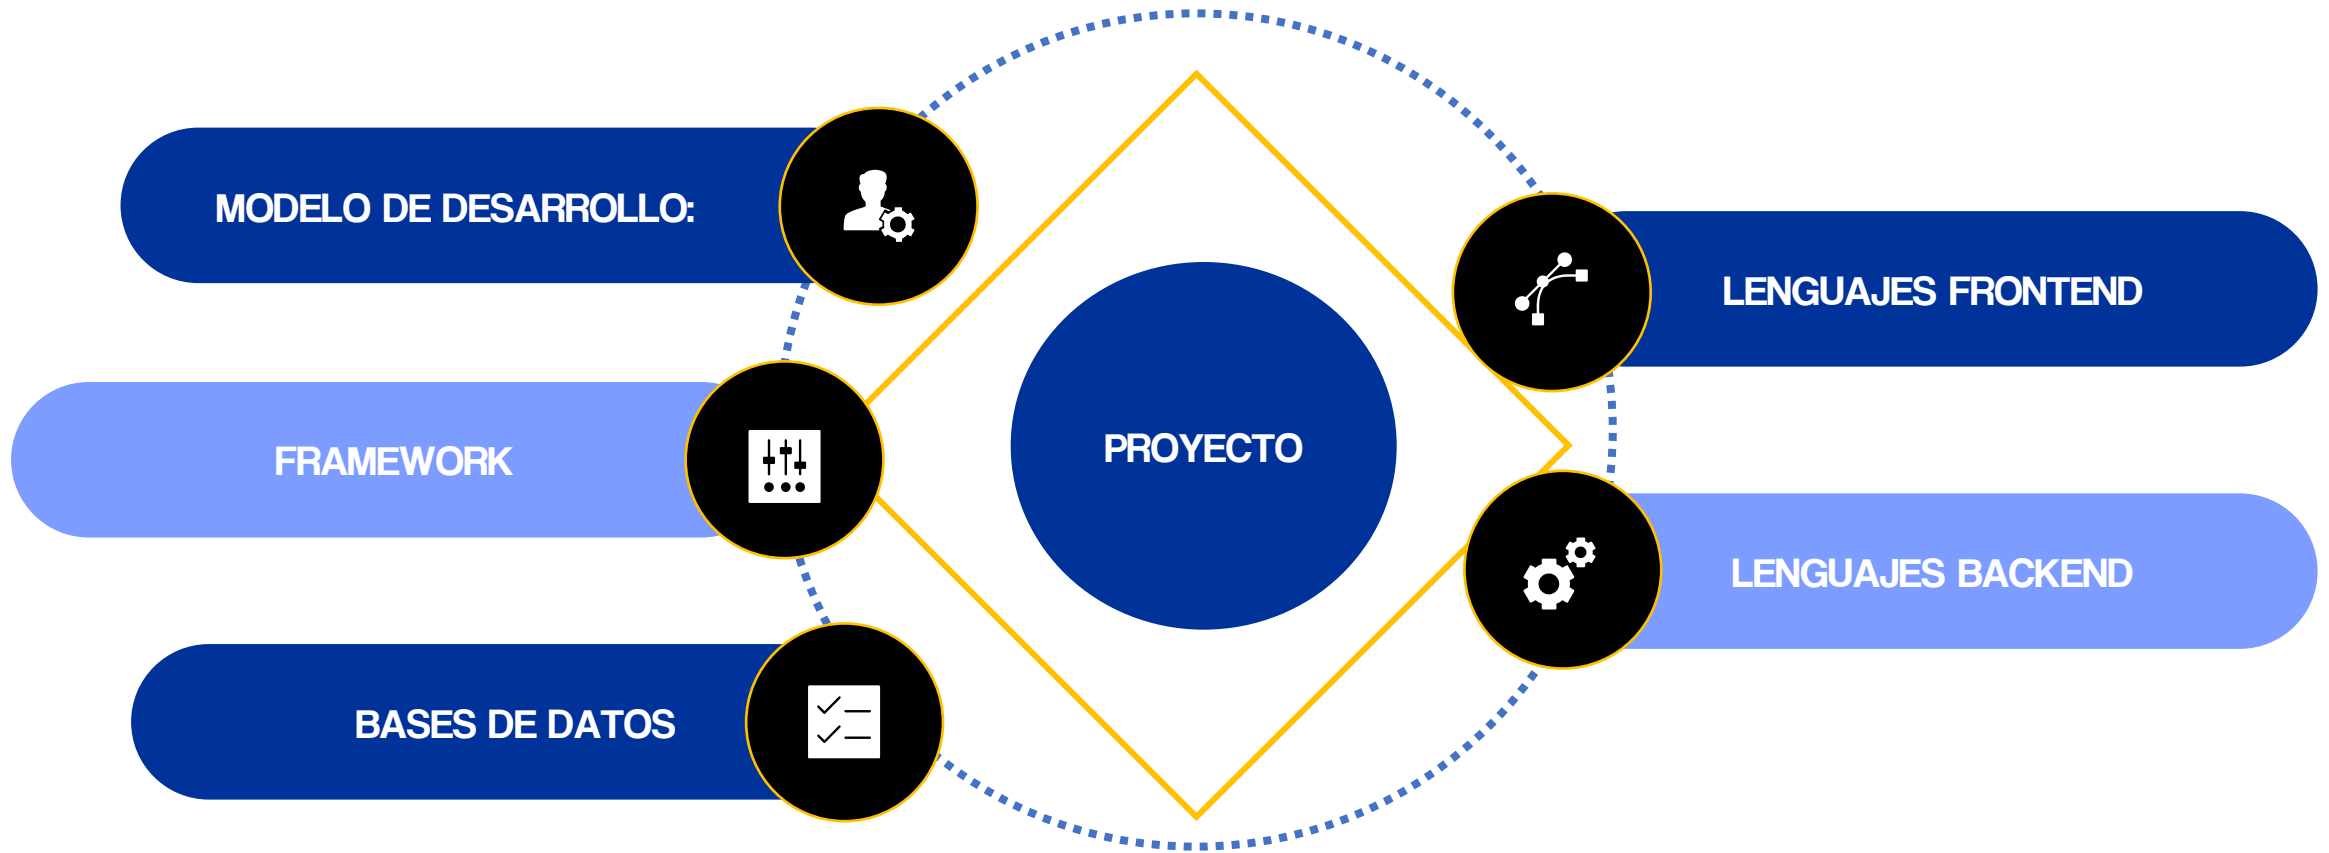 MODELO DE DESARROLLO:
LENGUAJES FRONTEND
PROYECTO
FRAMEWORK
LENGUAJES BACKEND
BASES DE DATOS